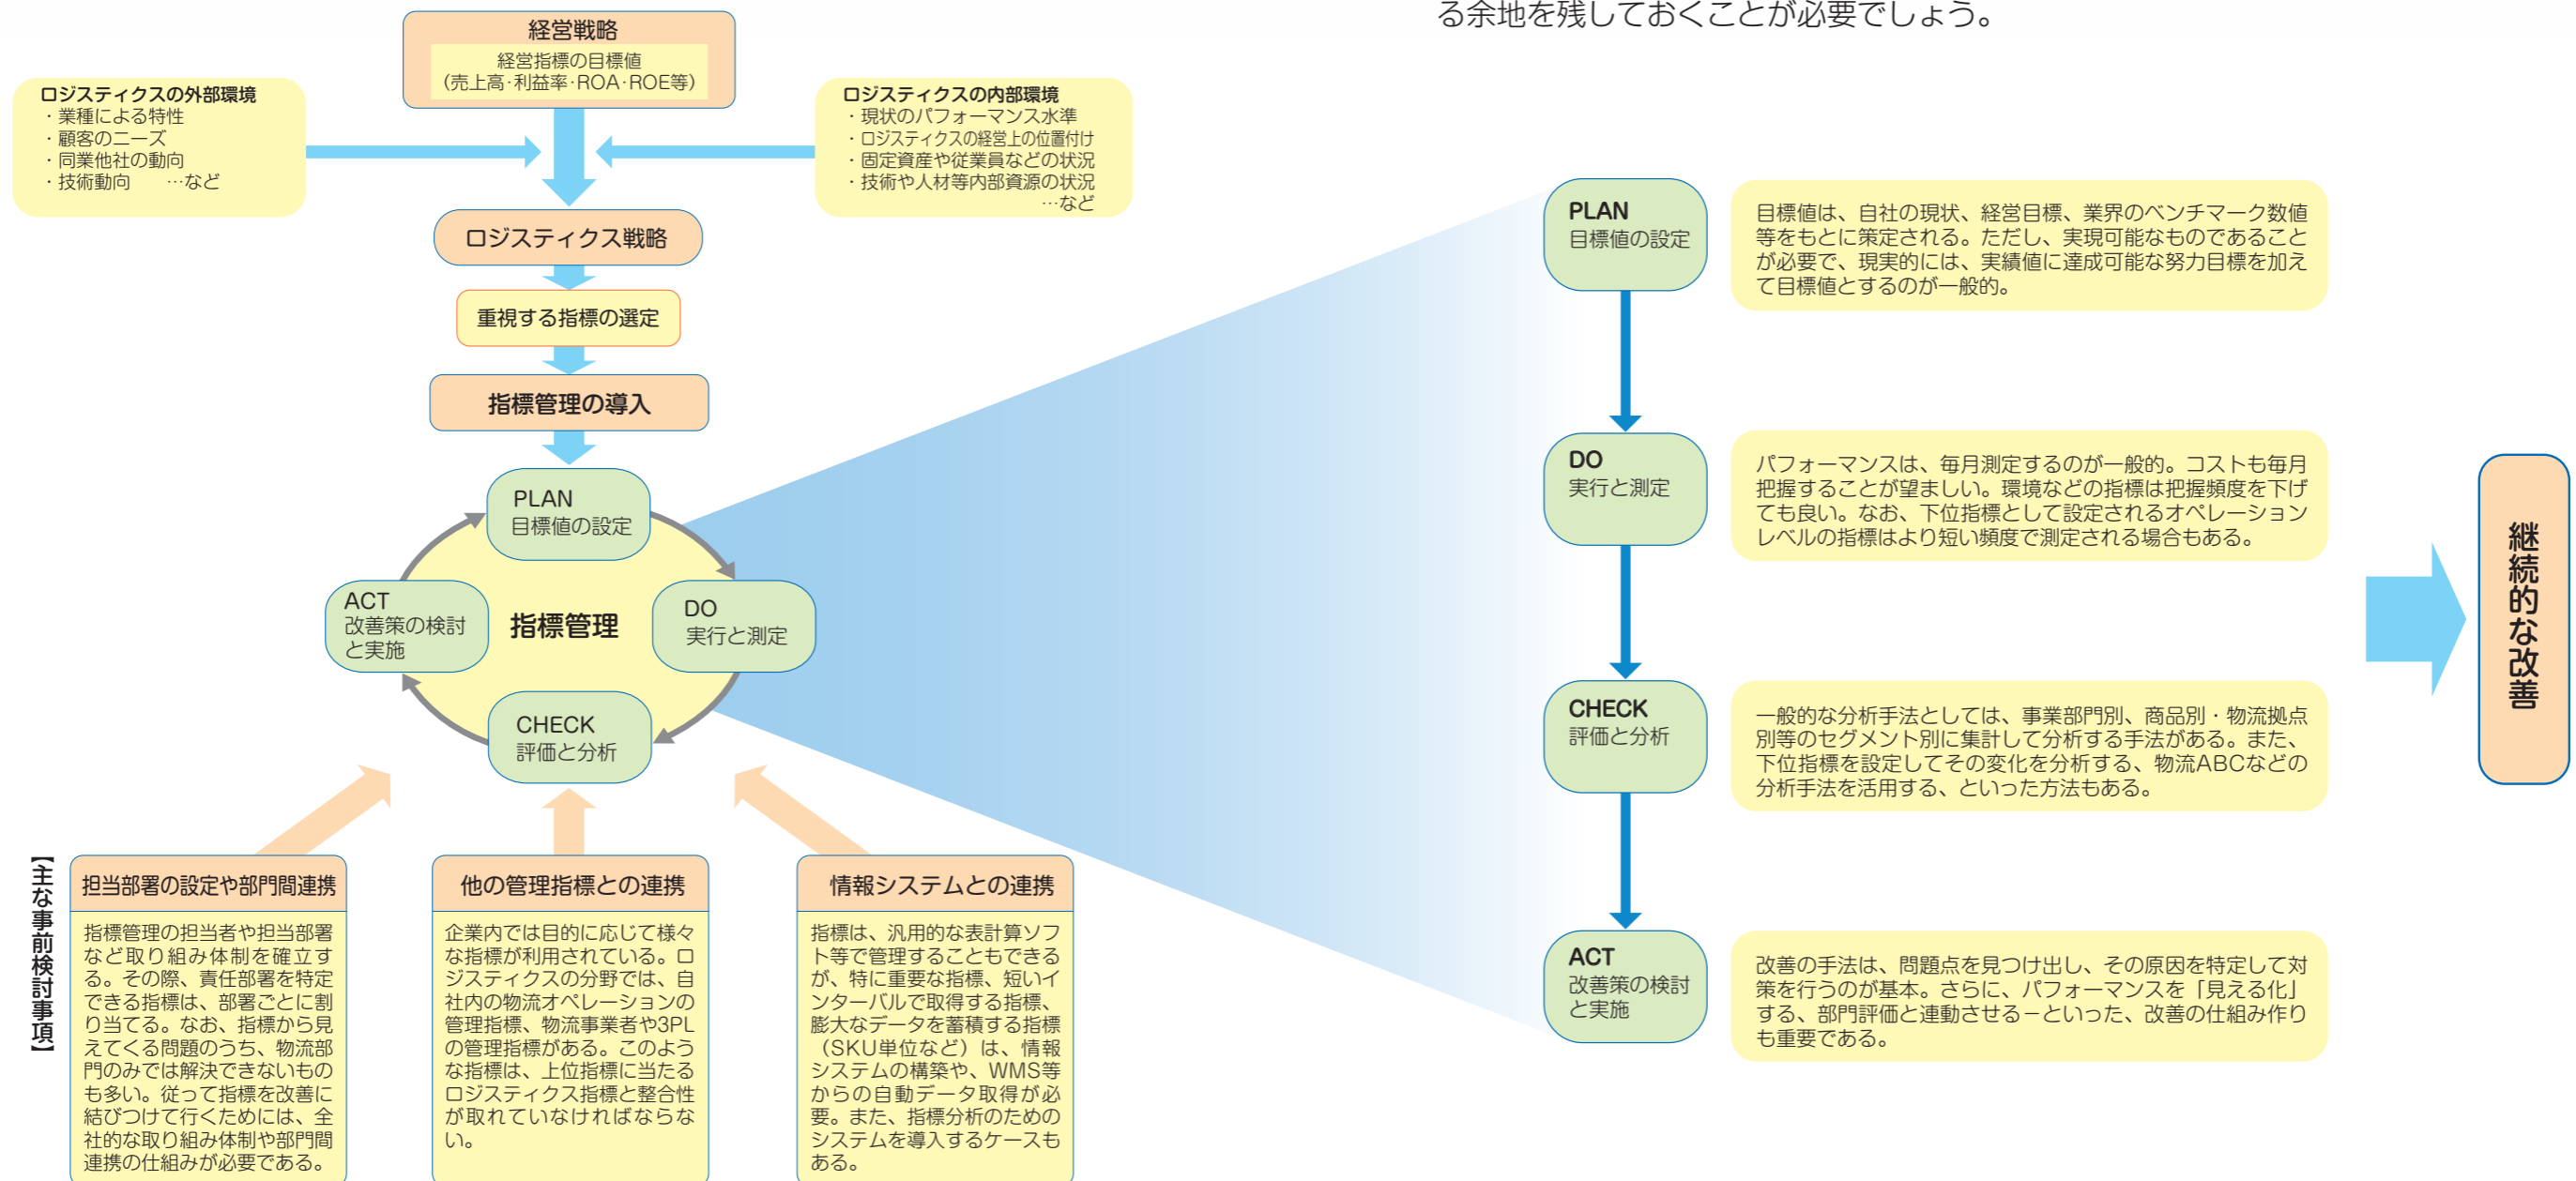 る余地を残しておくことが必要でしょう。
経営戦略
経営指標の目標値
（売上高・利益率・ROA・ROE等）
ロジスティクスの外部環境
・業種による特性
・顧客のニーズ
・同業他社の動向
・技術動向　…など
ロジスティクスの内部環境
・現状のパフォーマンス水準
・ロジスティクスの経営上の位置付け
・固定資産や従業員などの状況
・技術や人材等内部資源の状況
…など
ロジスティクス戦略
重視する指標の選定
指標管理の導入
PLAN
目標値の設定
DO
実行と測定
CHECK
評価と分析
ACT
改善策の検討
と実施
指標管理
【主な事前検討事項】
担当部署の設定や部門間連携
指標管理の担当者や担当部署
など取り組み体制を確立す
る。その際、責任部署を特定
できる指標は、部署ごとに割
り当てる。なお、指標から見
えてくる問題のうち、物流部
門のみでは解決できないもの
も多い。従って指標を改善に
結びつけて行くためには、全
社的な取り組み体制や部門間
連携の仕組みが必要である。
他の管理指標との連携
企業内では目的に応じて様々
な指標が利用されている。ロ
ジスティクスの分野では、自
社内の物流オペレーションの
管理指標、物流事業者や3PL
の管理指標がある。このよう
な指標は、上位指標に当たる
ロジスティクス指標と整合性
が取れていなければならな
い。
情報システムとの連携
指標は、汎用的な表計算ソフ
ト等で管理することもできる
が、特に重要な指標、短いイ
ンターバルで取得する指標、
膨大なデータを蓄積する指標
（SKU単位など）は、情報
システムの構築や、WMS等
からの自動データ取得が必
要。また、指標分析のための
システムを導入するケースも
ある。
PLAN
目標値の設定
目標値は、自社の現状、経営目標、業界のベンチマーク数値
等をもとに策定される。ただし、実現可能なものであること
が必要で、現実的には、実績値に達成可能な努力目標を加え
て目標値とするのが一般的。
DO
実行と測定
パフォーマンスは、毎月測定するのが一般的。コストも毎月
把握することが望ましい。環境などの指標は把握頻度を下げ
ても良い。なお、下位指標として設定されるオペレーション
レベルの指標はより短い頻度で測定される場合もある。
CHECK
評価と分析
一般的な分析手法としては、事業部門別、商品別・物流拠点
別等のセグメント別に集計して分析する手法がある。また、
下位指標を設定してその変化を分析する、物流ABCなどの
分析手法を活用する、といった方法もある。
ACT
改善策の検討
と実施
改善の手法は、問題点を見つけ出し、その原因を特定して対
策を行うのが基本。さらに、パフォーマンスを「見える化」
する、部門評価と連動させる－といった、改善の仕組み作り
も重要である。
継続的な改善